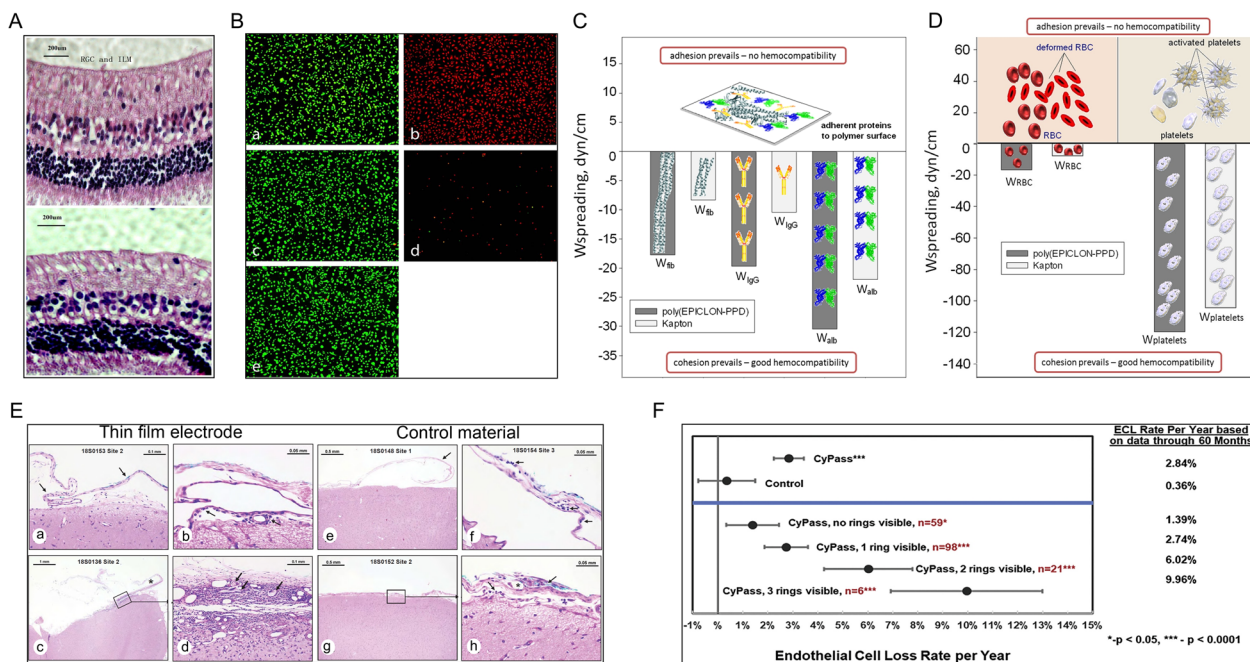 A
200um
RGC and ILM
200um
B
a
b
c
d
e
C
adhesion prevails – no hemocompatibility
15
10
5
0
-5
-10
-15
-20
-25
-30
-35
Wspreading, dyn/cm
adherent proteins
to polymer surface
Wfib
Wfib
WIgG
WIgG
Walb
Walb
poly(EPICLON-PPD)
Kapton
cohesion prevails – good hemocompatibility
D
adhesion prevails – no hemocompatibility
60
40
20
0
-20
-40
-60
-80
-100
-120
-140
Wspreading, dyn/cm
deformed RBC
RBC
activated platelets
platelets
WRBC
WRBC
poly(EPICLON-PPD)
Kapton
Wplatelets
Wplatelets
cohesion prevails – good hemocompatibility
E
Thin film electrode
Control material
18S0153 Site 2
0.1 mm
a
0.05 mm
b
0.5 mm
18S0148 Site 1
e
18S0154 Site 3
0.05 mm
f
1 mm
18S0136 Site 2
*
c
0.1 mm
d
0.5 mm
18S0152 Site 2
g
0.05 mm
*
h
F
ECL Rate Per Year based
on data through 60 Months
CyPass***
2.84%
Control
0.36%
CyPass, no rings visible, n=59*
1.39%
CyPass, 1 ring visible, n=98***
2.74%
CyPass, 2 rings visible, n=21***
6.02%
CyPass, 3 rings visible, n=6***
9.96%
-1% 0% 1% 2% 3% 4% 5% 6% 7% 8% 9% 10% 11% 12% 13% 14% 15%
*-p < 0.05, *** - p < 0.0001
Endothelial Cell Loss Rate per Year